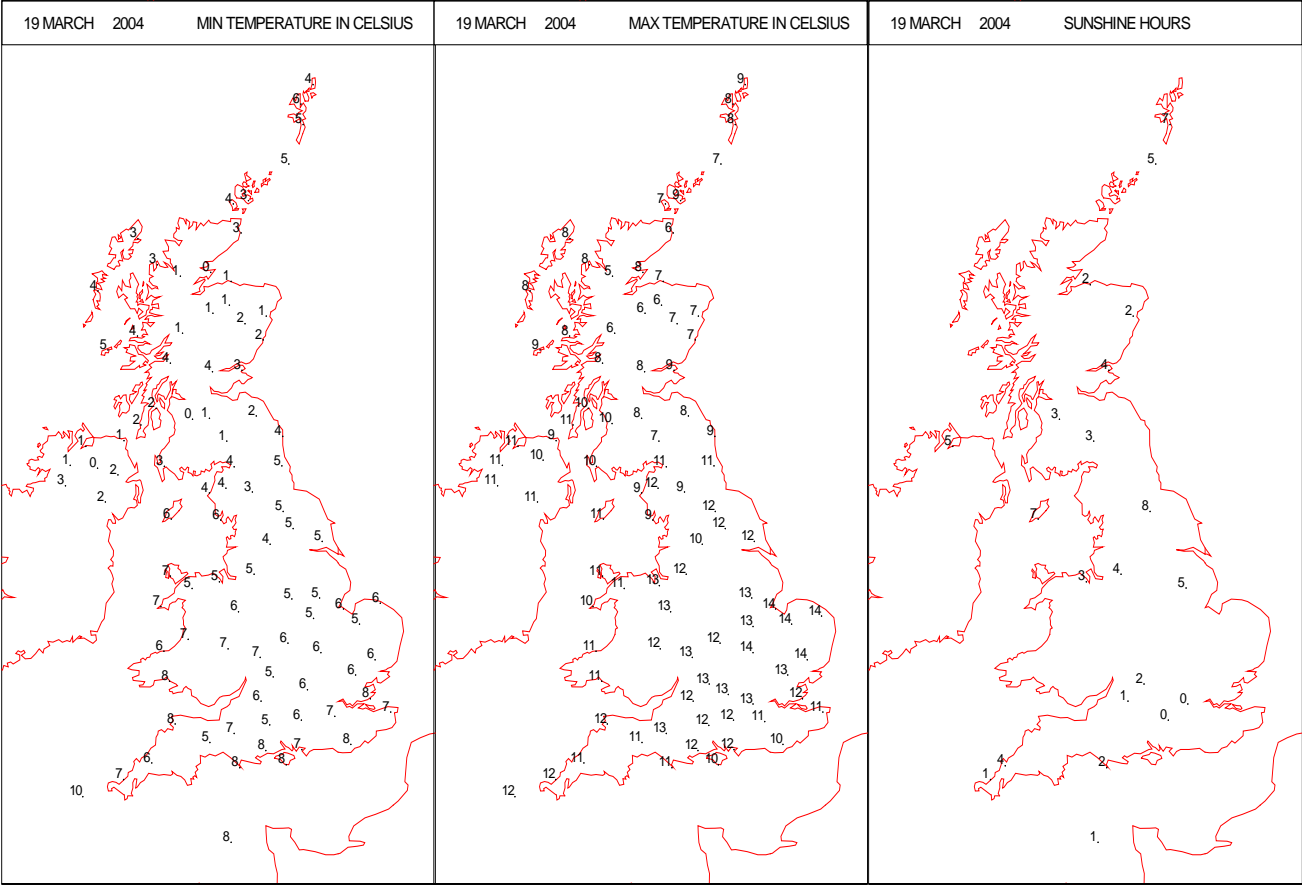 19 MARCH 2004 MIN TEMPERATURE IN CELSIUS
4.
6.
5.
5.
4. 3.
3. 3.
3. 1. 0. 1.
4. 1. 1. 1.
2.
4. 1. 2.
5.
4. 4. 3.
2. 0. 1. 2.
2.
1. 1. 1. 4.
1. 0. 3. 4. 5.
3. 2. 4. 4. 3.
2.
6. 6. 5.
5.
4. 5.
7. 5. 5. 5.
7. 6. 5. 5. 6. 6.
5. 5.
7. 6.
6. 7. 7. 6. 6.
8. 5. 6. 6.
6. 8.
8. 7. 5. 6. 7. 7.
5. 8. 7. 8.
6. 8. 8.
7.
10.
8.
19 MARCH 2004 MAX TEMPERATURE IN CELSIUS
9.
8.
8.
7.
7. 9.
8. 6.
8. 5. 8. 7.
8. 6. 6. 7.
7.
8. 6. 7.
9.
8. 8. 9.
10. 10. 8. 8.
11.
11. 9. 7. 9.
11. 10. 10. 11. 11.
11. 9. 12. 9.
11.
11. 9. 12.
12.
10. 12.
11. 11. 13. 12.
10. 13. 13. 14. 14.
13. 14.
11. 12. 13. 12. 14. 14.
11. 13. 13. 13.
12. 13. 12. 11.
12. 13. 12. 12. 11.
11. 12. 12. 10.
11. 11. 10.
12.
12.
19 MARCH 2004 SUNSHINE HOURS
7.
5.
2.
2.
4.
3.
5. 3.
7. 8.
3. 4. 5.
2.
1. 0.
0.
4. 2.
1.
1.